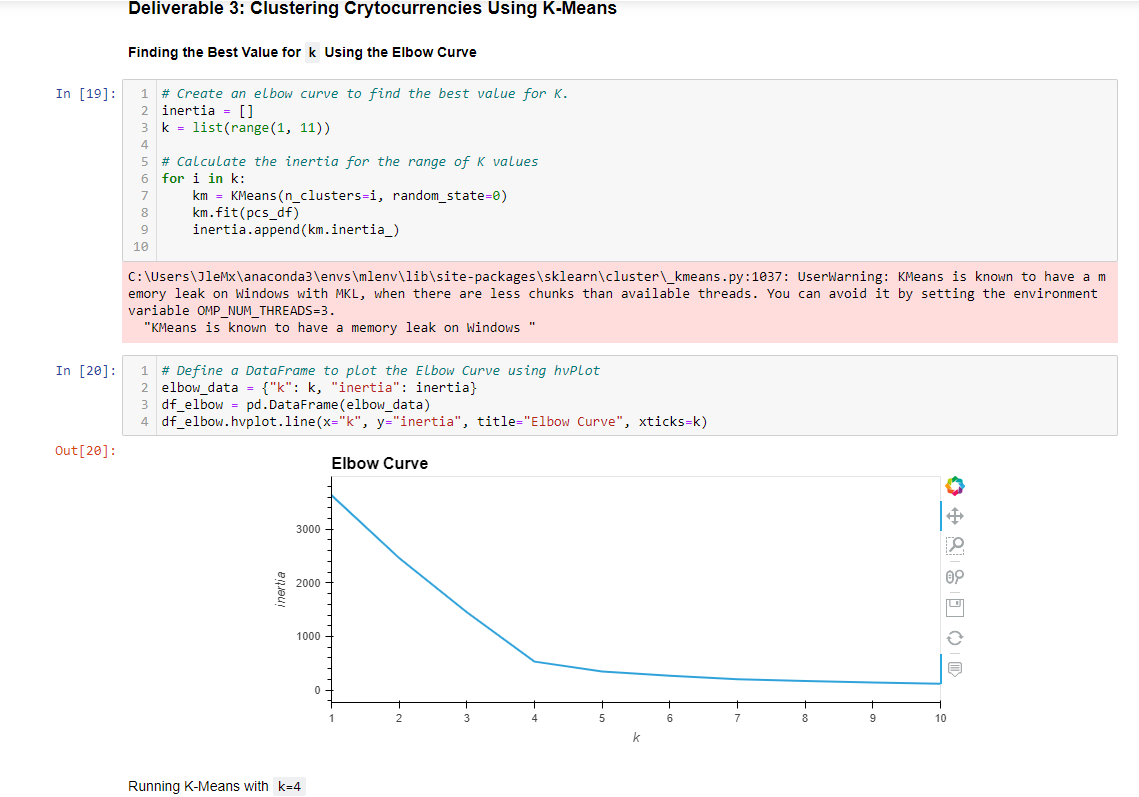 Deliverable 3: Clustering Crytocurrencies Using K-Means
Finding the Best Value for k Using the Elbow Curve
In [19]:
1 # Create an elbow curve to find the best value for K.
2 inertia = []
3 k = list(range(1, 11))
4
5 # Calculate the inertia for the range of K values
6 for i in k:
7     km = KMeans(n_clusters=i, random_state=0)
8     km.fit(pcs_df)
9     inertia.append(km.inertia_)
10
C:\Users\JleMx\anaconda3\envs\mlenv\lib\site-packages\sklearn\cluster\_kmeans.py:1037: UserWarning: KMeans is known to have a m
emory leak on Windows with MKL, when there are less chunks than available threads. You can avoid it by setting the environment
variable OMP_NUM_THREADS=3.
  "KMeans is known to have a memory leak on Windows "
In [20]:
1 # Define a DataFrame to plot the Elbow Curve using hvPlot
2 elbow_data = {"k": k, "inertia": inertia}
3 df_elbow = pd.DataFrame(elbow_data)
4 df_elbow.hvplot.line(x="k", y="inertia", title="Elbow Curve", xticks=k)
Out[20]:
Elbow Curve
3000
2000
1000
0
inertia
1 2 3 4 5 6 7 8 9 10
k
Running K-Means with k=4